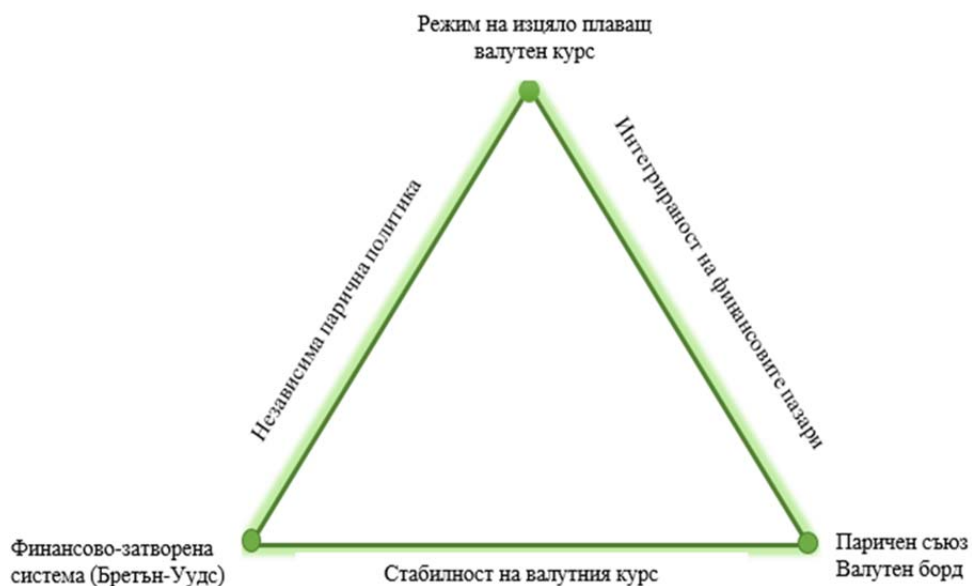 Режим на изцяло плаващ
валутен курс
Независима парична политика
Интегрираност на финансовите пазари
Финансово-затворена
система (Бретън-Уудс)
Стабилност на валутния курс
Паричен съюз
Валутен борд